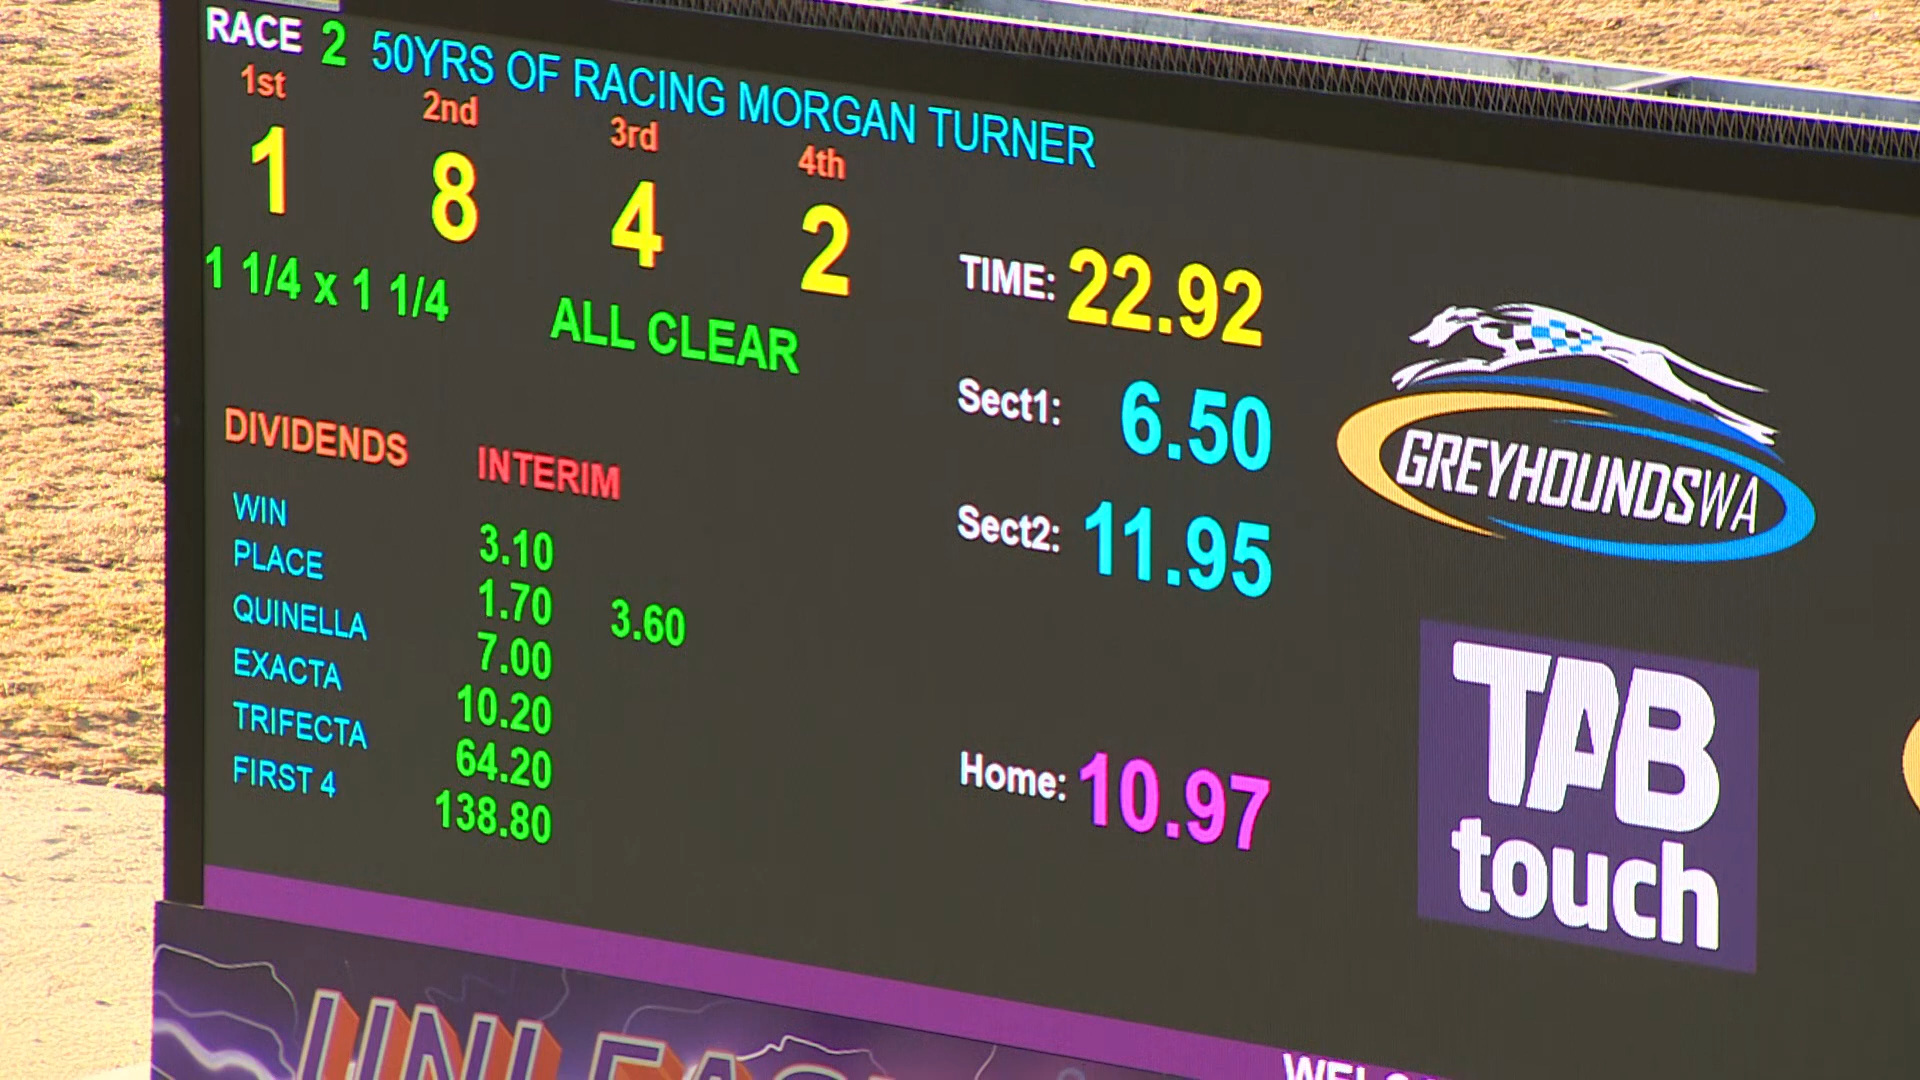 RACE 2 50YRS OF RACING MORGAN TURNER
1st 2nd 3rd 4th
1 8 4 2
1 1/4 x 1 1/4 ALL CLEAR
TIME: 22.92
Sect1: 6.50
Sect2: 11.95
Home: 10.97
DIVIDENDS INTERIM
WIN 3.10
PLACE 1.70 3.60
QUINELLA 7.00
EXACTA 10.20
TRIFECTA 64.20
FIRST 4 138.80
GREYHOUNDSWA
TAB
touch